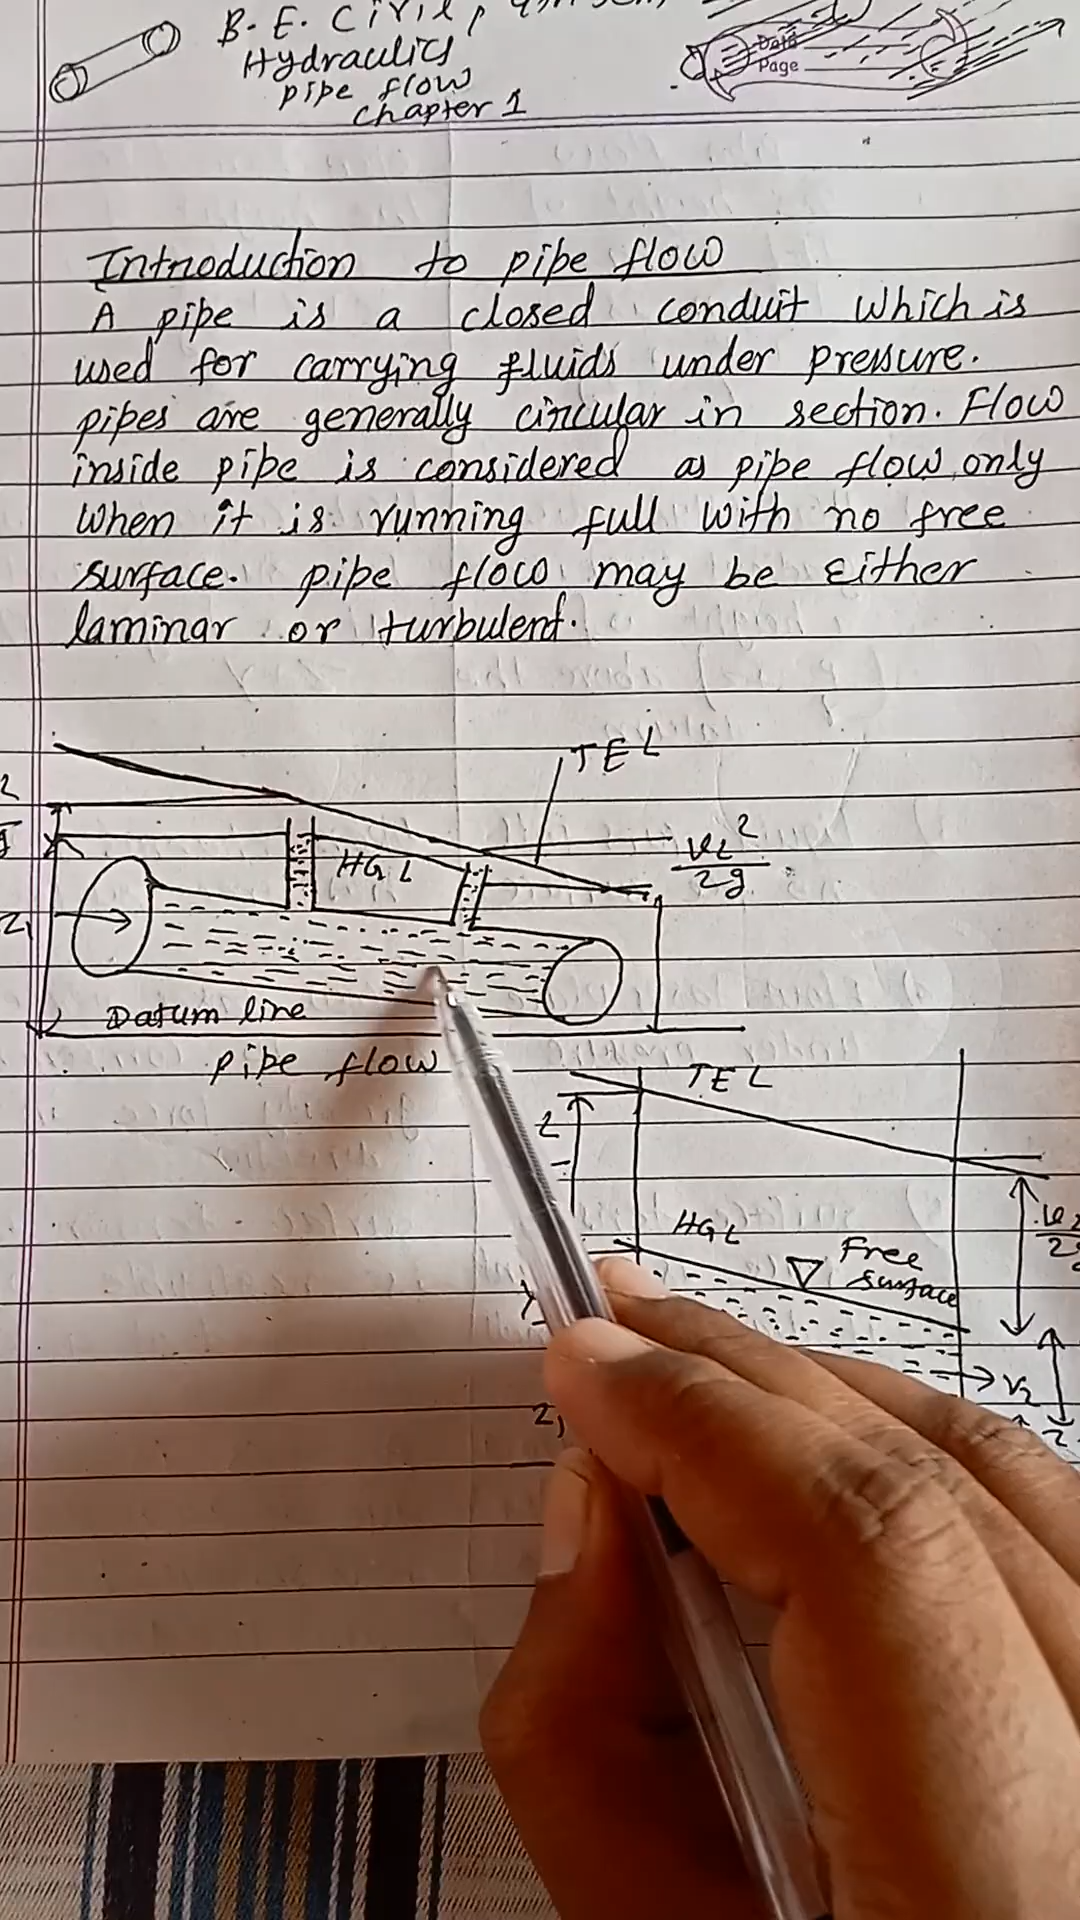 B.E. Civil,
Hydraulics
pipe flow
chapter 1
Date
Page
Introduction to pipe flow
A pipe is a closed conduit which is
used for carrying fluids under pressure.
pipes are generally circular in section. Flow
inside pipe is considered as pipe flow only
when it is running full with no free
surface. pipe flow may be either
laminar or turbulent.
TEL
HGL
V2²
2g
Z1
Datum line
pipe flow
TEL
HGL
Free
surface
V2
Z1